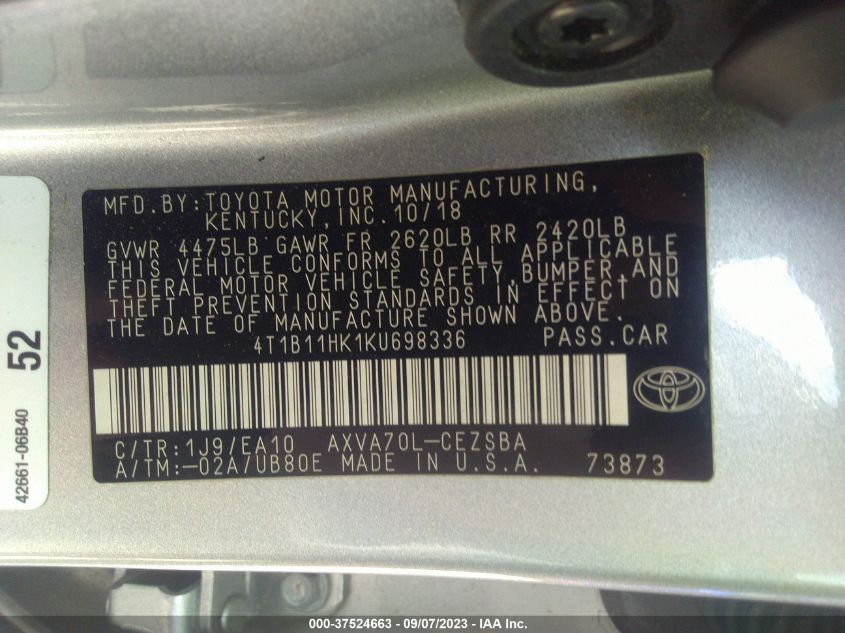 MFD. BY: TOYOTA MOTOR MANUFACTURING,
KENTUCKY, INC. 10/18
GVWR 4475LB GAWR FR 2620LB RR 2420LB
THIS VEHICLE CONFORMS TO ALL APPLICABLE
FEDERAL MOTOR VEHICLE SAFETY, BUMPER, AND
THEFT PREVENTION STANDARDS IN EFFECT ON
THE DATE OF MANUFACTURE SHOWN ABOVE.
4T1B11HK1KU698336 PASS. CAR
C/TR: 1J9/EA10 AXVA70L-CEZSBA
A/TM: -02A/UB80E MADE IN U.S.A. 73873
52
42661-06B40
000-37524663 - 09/07/2023 - IAA Inc.